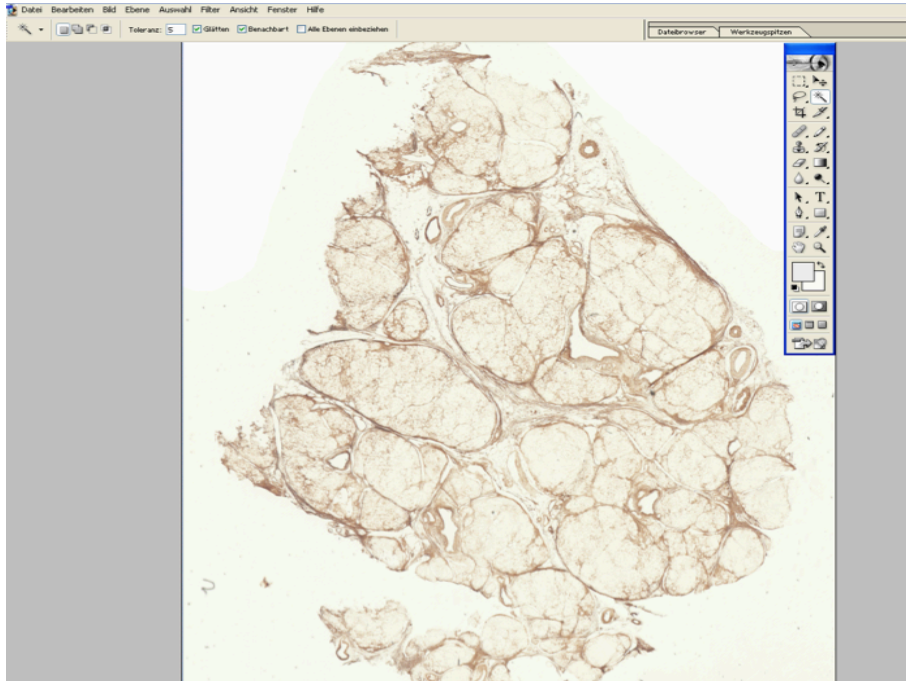 Datei Bearbeiten Bild Ebene Auswahl Filter Ansicht Fenster Hilfe
Toleranz: 5 Glätten Benachbart Alle Ebenen einbeziehen
Dateibrowser Werkzeugspitzen
T